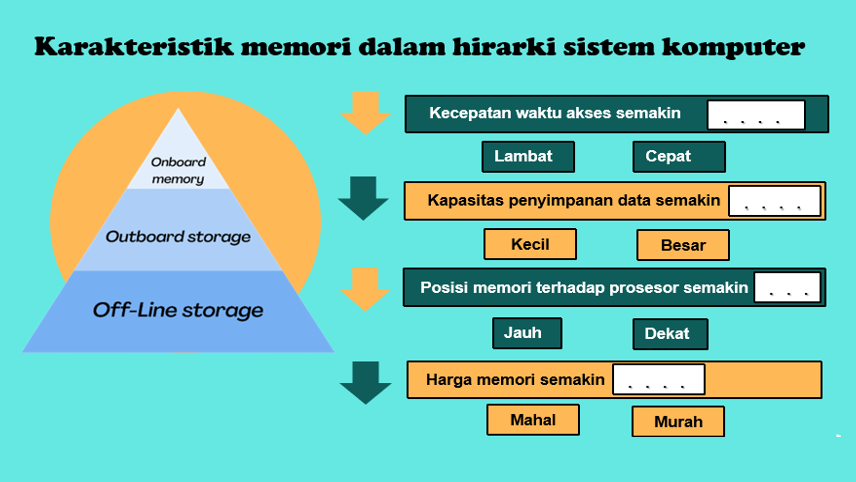 Karakteristik memori dalam hirarki sistem komputer
Onboard
memory
Outboard storage
Off-Line storage
Kecepatan waktu akses semakin . . . .
Lambat Cepat
Kapasitas penyimpanan data semakin . . . .
Kecil Besar
Posisi memori terhadap prosesor semakin . . .
Jauh Dekat
Harga memori semakin . . . .
Mahal Murah